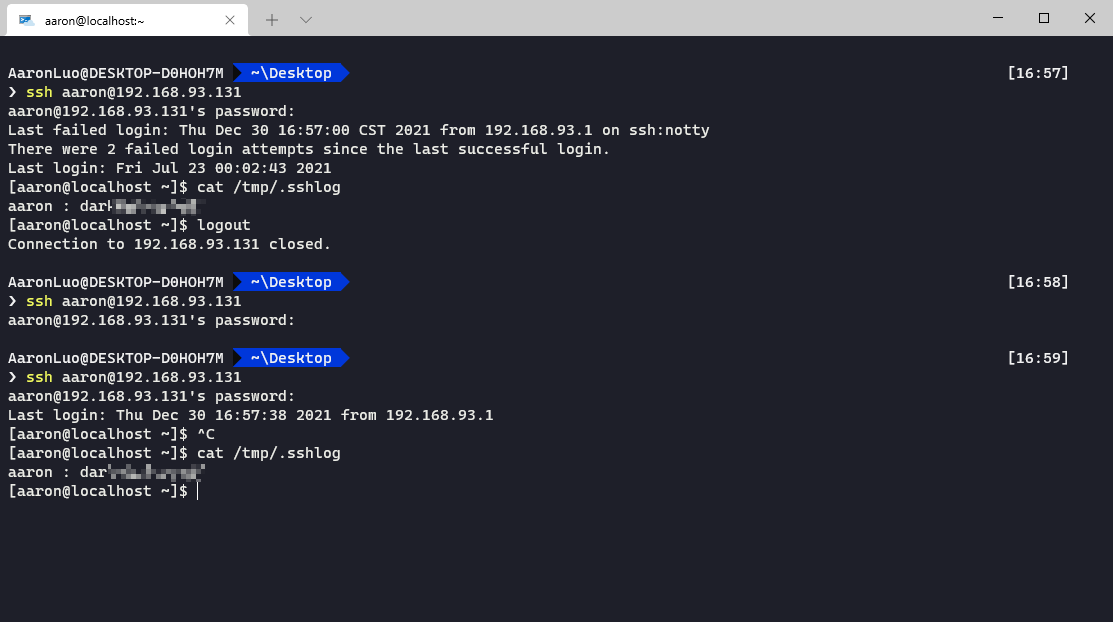 aaron@localhost:~
AaronLuo@DESKTOP-D0HOH7M ~\Desktop [16:57]
❯ ssh aaron@192.168.93.131
aaron@192.168.93.131's password:
Last failed login: Thu Dec 30 16:57:00 CST 2021 from 192.168.93.1 on ssh:notty
There were 2 failed login attempts since the last successful login.
Last login: Fri Jul 23 00:02:43 2021
[aaron@localhost ~]$ cat /tmp/.sshlog
aaron :
[aaron@localhost ~]$ logout
Connection to 192.168.93.131 closed.
AaronLuo@DESKTOP-D0HOH7M ~\Desktop [16:58]
❯ ssh aaron@192.168.93.131
aaron@192.168.93.131's password:
AaronLuo@DESKTOP-D0HOH7M ~\Desktop [16:59]
❯ ssh aaron@192.168.93.131
aaron@192.168.93.131's password:
Last login: Thu Dec 30 16:57:38 2021 from 192.168.93.1
[aaron@localhost ~]$ ^C
[aaron@localhost ~]$ cat /tmp/.sshlog
aaron :
[aaron@localhost ~]$